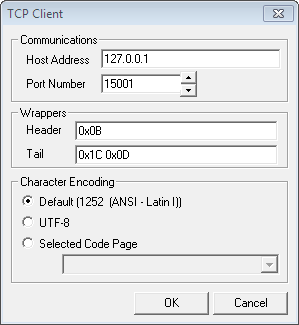 TCP Client
Communications
Host Address 127.0.0.1
Port Number 15001
Wrappers
Header 0x0B
Tail 0x1C 0x0D
Character Encoding
Default (1252 (ANSI - Latin I))
UTF-8
Selected Code Page
OK Cancel